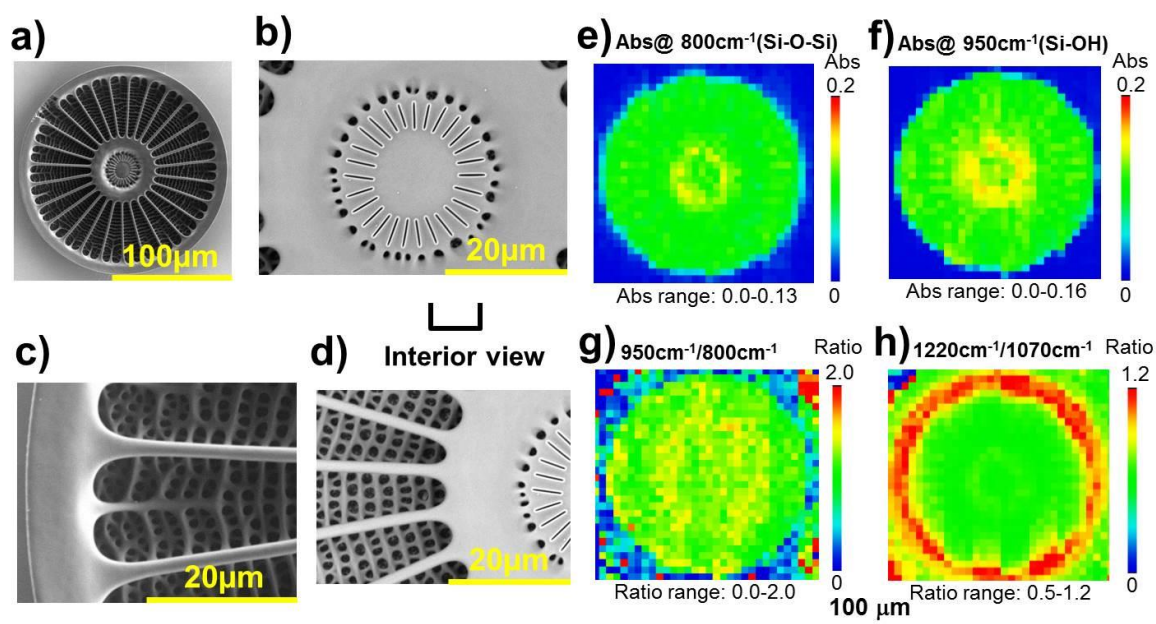 a)
b)
e) Abs@ 800cm⁻¹(Si-O-Si)
f) Abs@ 950cm⁻¹(Si-OH)
Abs
0.2
Abs
0.2
100µm
20µm
0
0
Abs range: 0.0-0.13
Abs range: 0.0-0.16
c)
d)
Interior view
g) 950cm⁻¹/800cm⁻¹
Ratio
2.0
h) 1220cm⁻¹/1070cm⁻¹
Ratio
1.2
20µm
20µm
0
0
Ratio range: 0.0-2.0
Ratio range: 0.5-1.2
100 µm